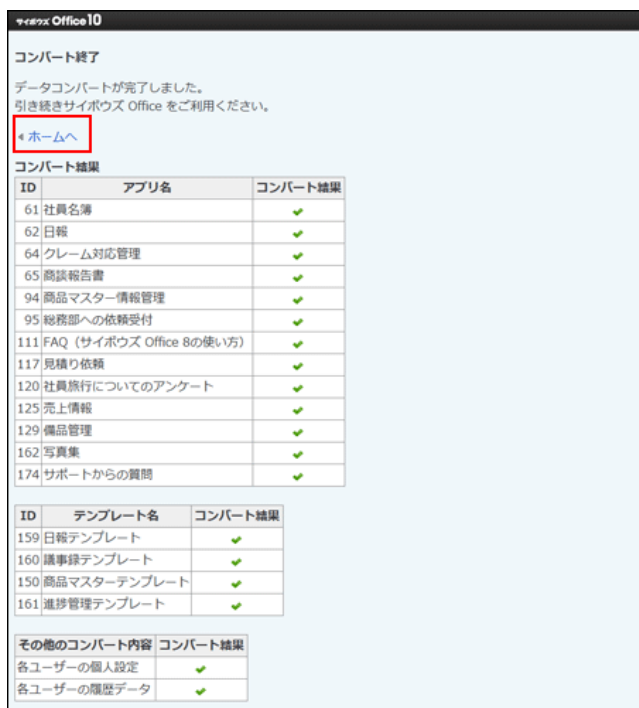 サイボウズ Office 10
コンバート終了
データコンバートが完了しました。
引き続きサイボウズ Office をご利用ください。
ホームへ
コンバート結果
ID アプリ名 コンバート結果
61 社員名簿
62 日報
64 クレーム対応管理
65 商談報告書
94 商品マスター情報管理
95 総務部への依頼受付
111 FAQ（サイボウズ Office 8の使い方）
117 見積り依頼
120 社員旅行についてのアンケート
125 売上情報
129 備品管理
162 写真集
174 サポートからの質問
ID テンプレート名 コンバート結果
159 日報テンプレート
160 議事録テンプレート
150 商品マスターテンプレート
161 進捗管理テンプレート
その他のコンバート内容 コンバート結果
各ユーザーの個人設定
各ユーザーの履歴データ